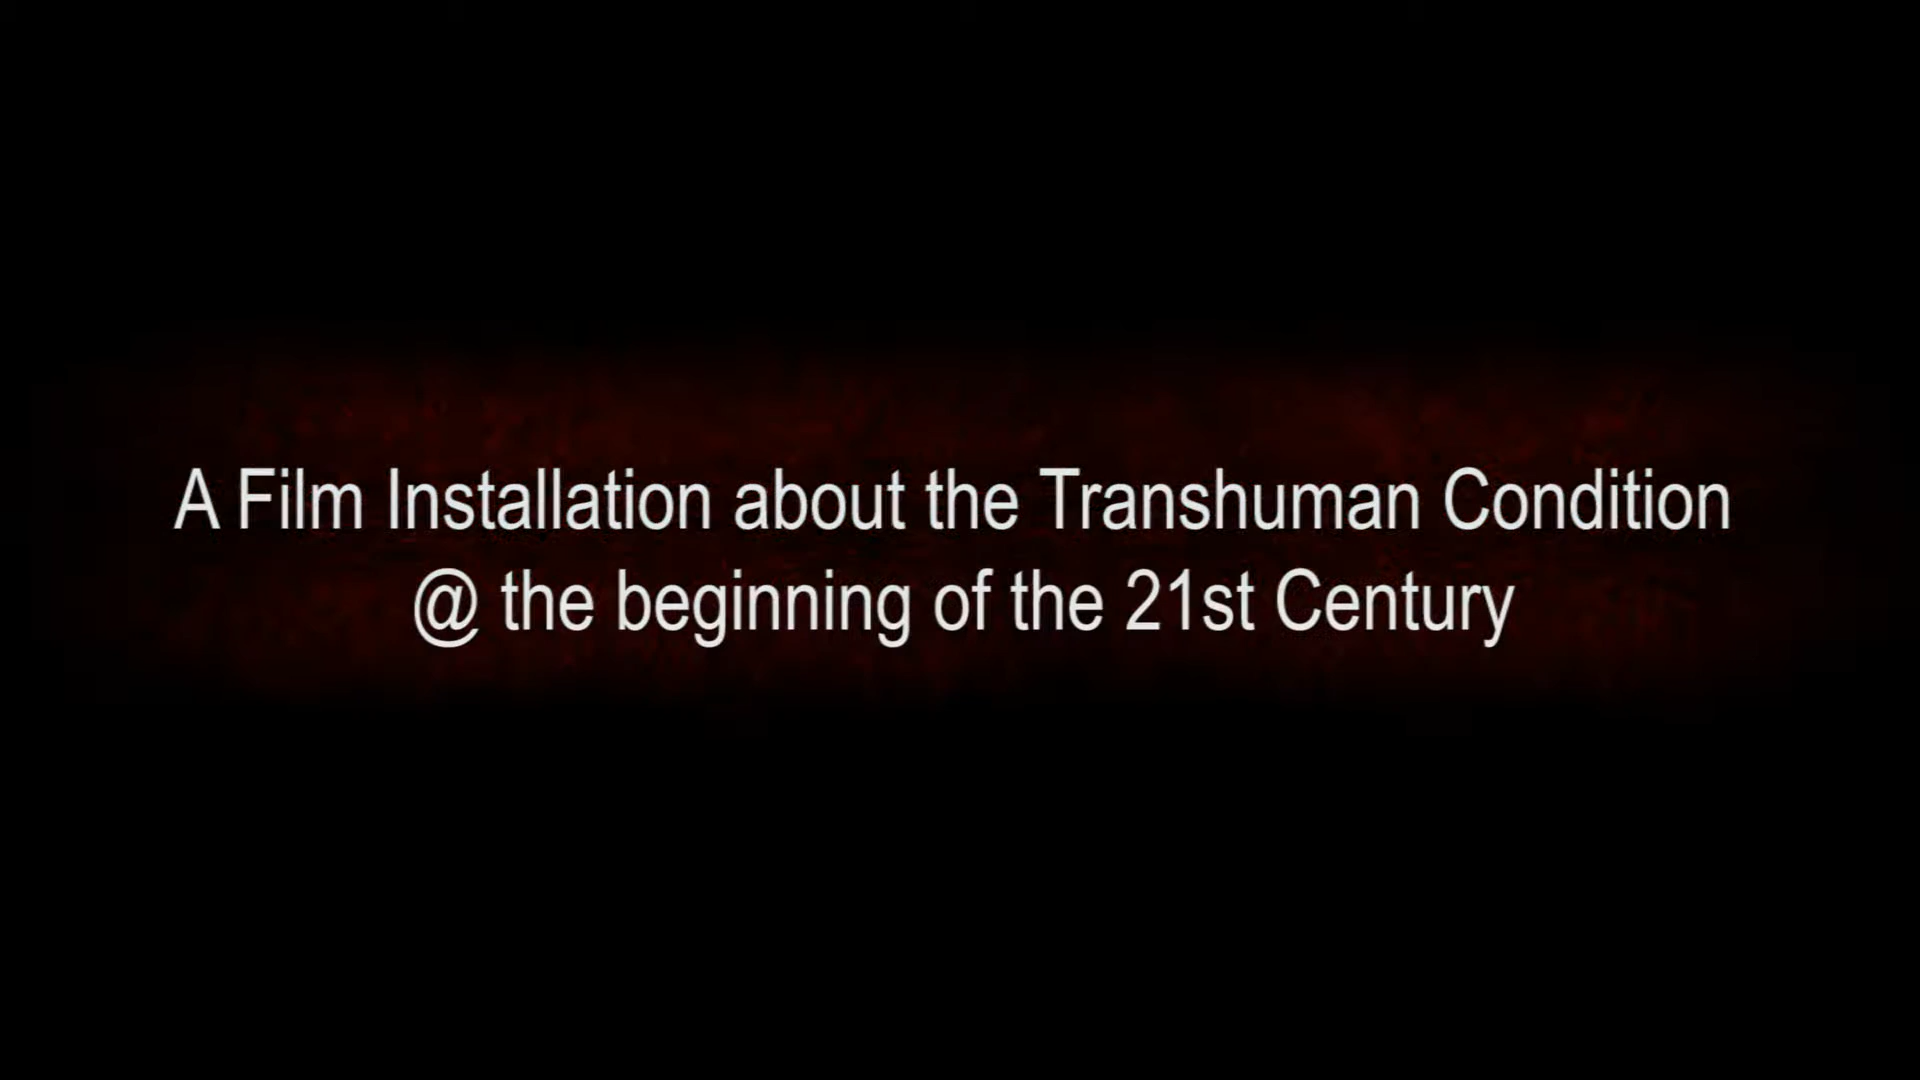 A Film Installation about the Transhuman Condition
@ the beginning of the 21st Century